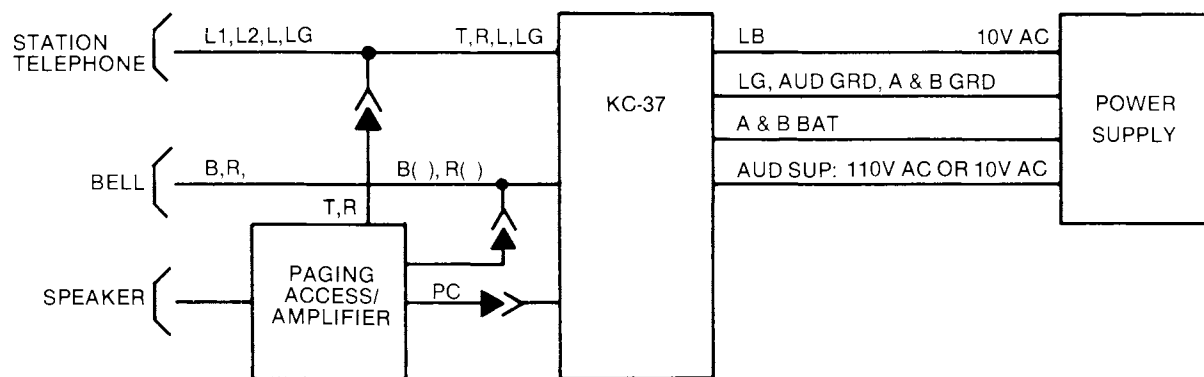 STATION
TELEPHONE
L1,L2,L,LG
T,R,L,LG
KC-37
LB
10V AC
LG, AUD GRD, A & B GRD
A & B BAT
AUD SUP: 110V AC OR 10V AC
POWER
SUPPLY
BELL
B,R,
B( ), R( )
T,R
SPEAKER
PAGING
ACCESS/
AMPLIFIER
PC